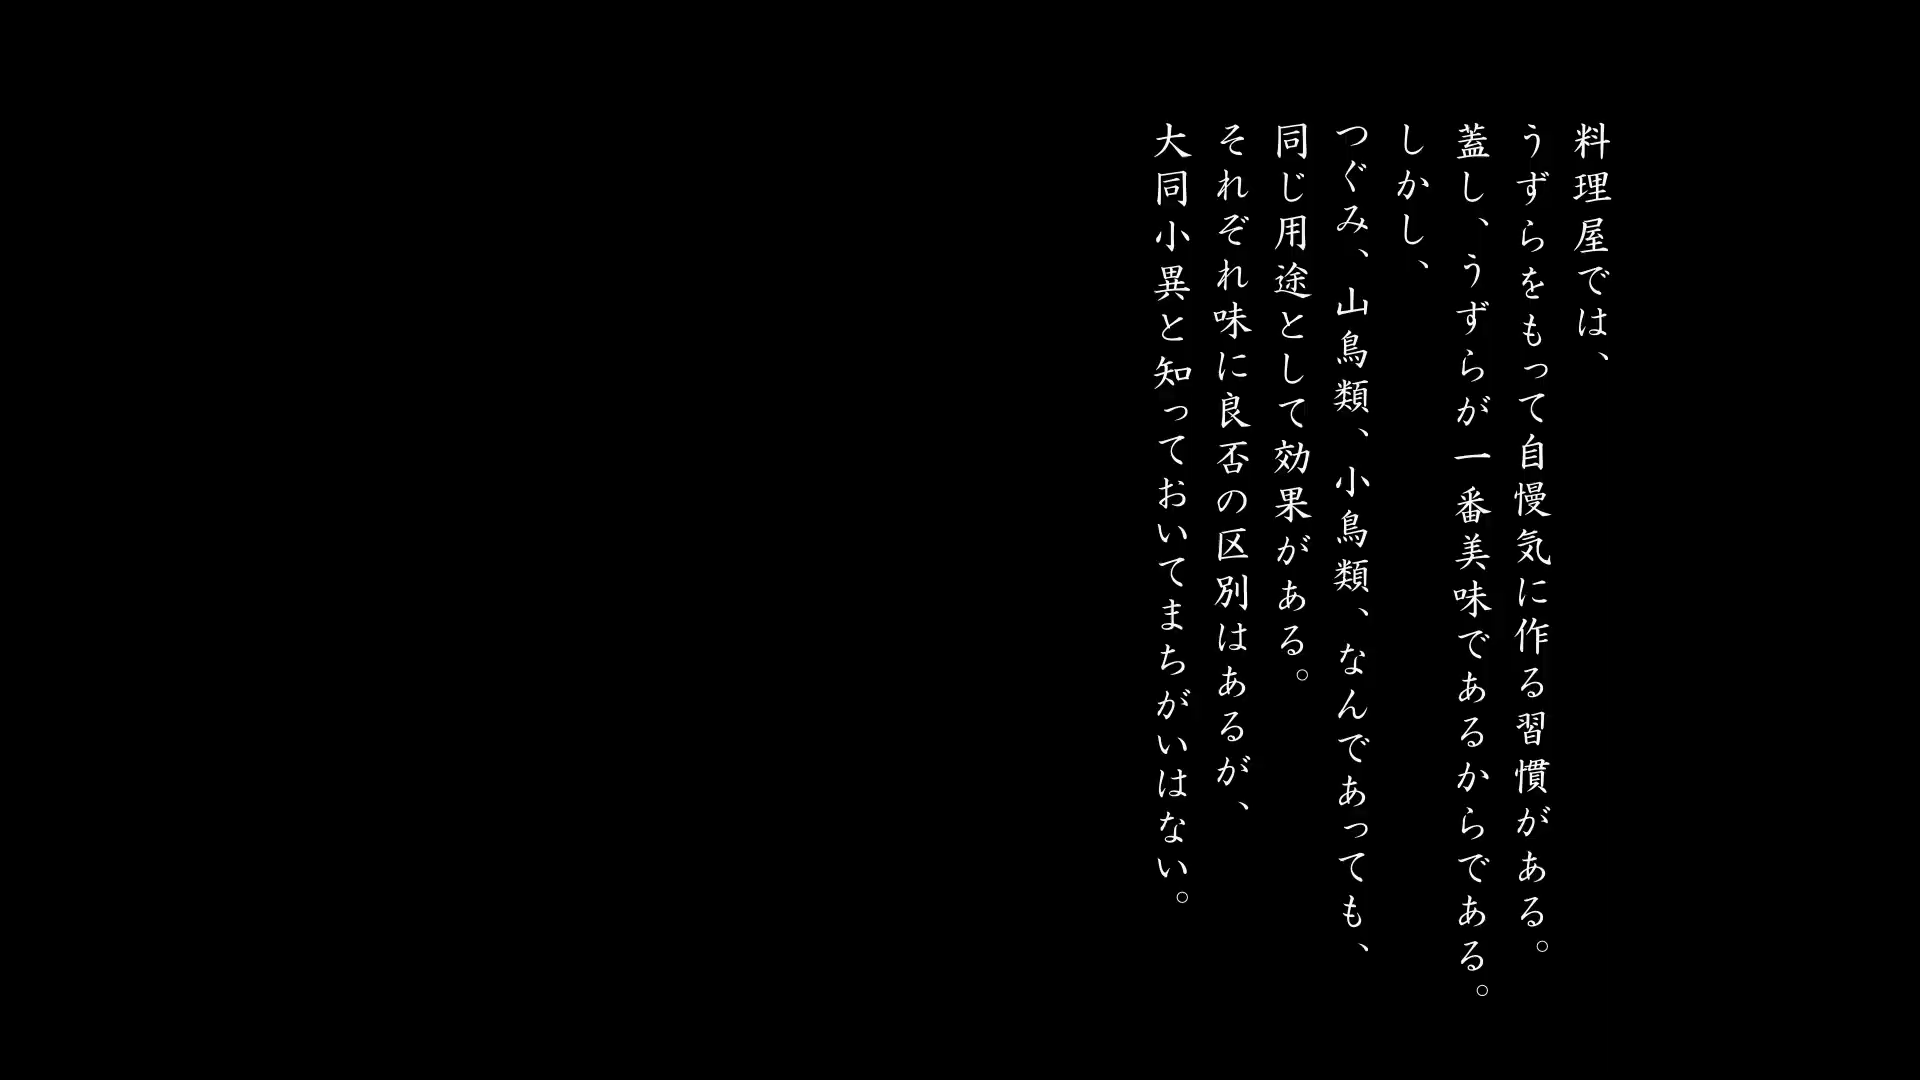 料理屋では、
うずらをもって自慢気に作る習慣がある。
蓋し、うずらが一番美味であるからである。
しかし、
つぐみ、山鳥類、小鳥類、なんであっても、
同じ用途として効果がある。
それぞれ味に良否の区別はあるが、
大同小異と知っておいてまちがいはない。